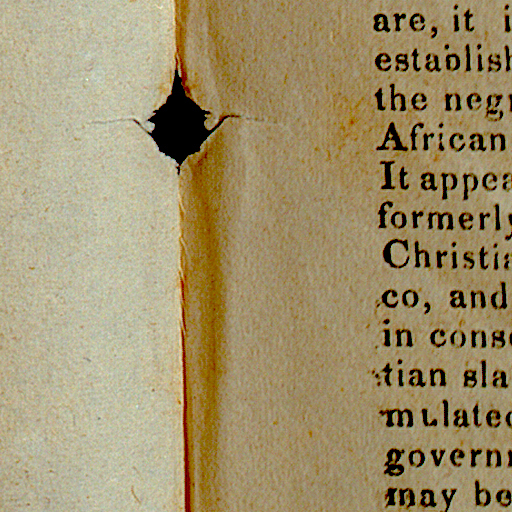 are, it i
establish
the negr
African
It appea
formerly
Christia
co, and
in conse
tian sla
mulated
governm
may be